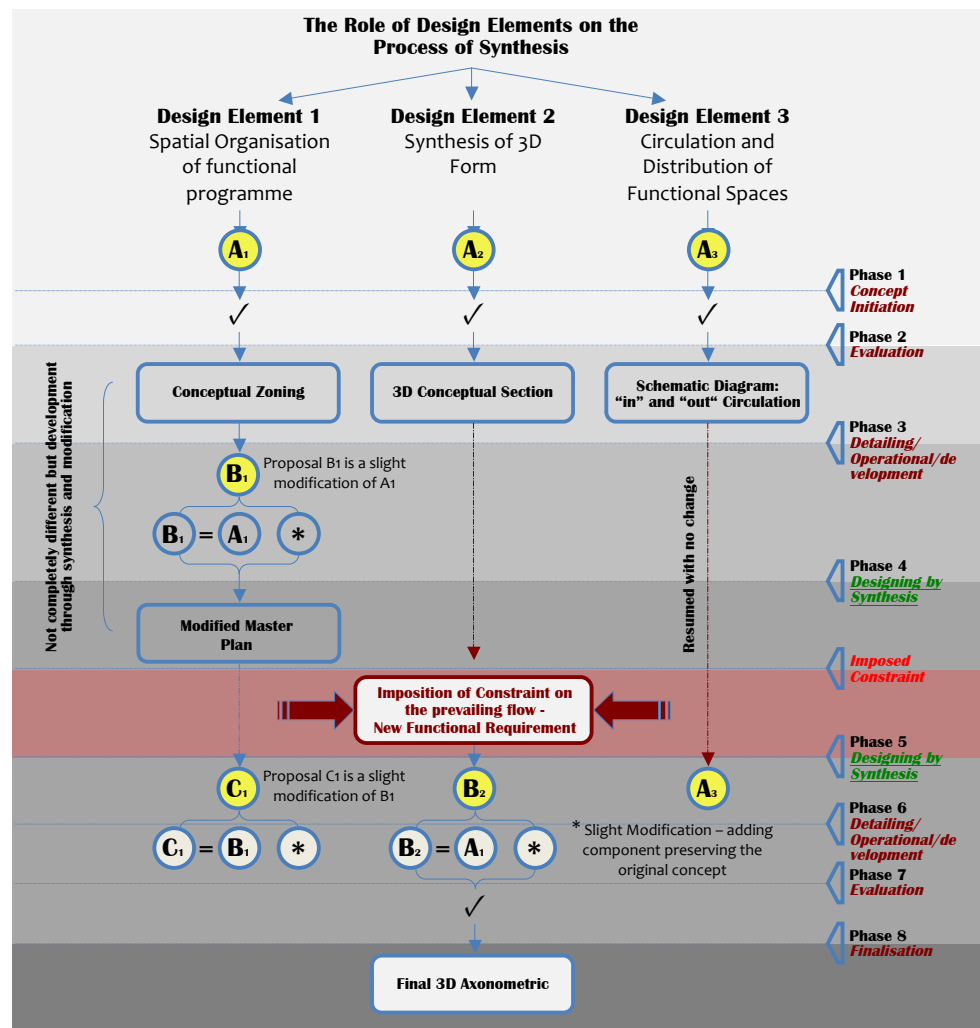 The Role of Design Elements on the
Process of Synthesis
Design Element 1
Spatial Organisation
of functional
programme
Design Element 2
Synthesis of 3D
Form
Design Element 3
Circulation and
Distribution of
Functional Spaces
A1
A2
A3
Phase 1
Concept
Initiation
✓
✓
✓
Phase 2
Evaluation
Conceptual Zoning
3D Conceptual Section
Schematic Diagram:
“in” and “out“ Circulation
Not completely different but development
through synthesis and modification
Phase 3
Detailing/
Operational/de
velopment
B1
Proposal B1 is a slight
modification of A1
B1 = A1 *
Resumed with no change
Phase 4
Designing by
Synthesis
Modified Master
Plan
Imposed
Constraint
Imposition of Constraint on
the prevailing flow -
New Functional Requirement
Phase 5
Designing by
Synthesis
C1
Proposal C1 is a slight
modification of B1
B2
A3
C1 = B1 *
B2 = A1 *
* Slight Modification – adding
component preserving the
original concept
Phase 6
Detailing/
Operational/de
velopment
Phase 7
Evaluation
✓
Phase 8
Finalisation
Final 3D Axonometric